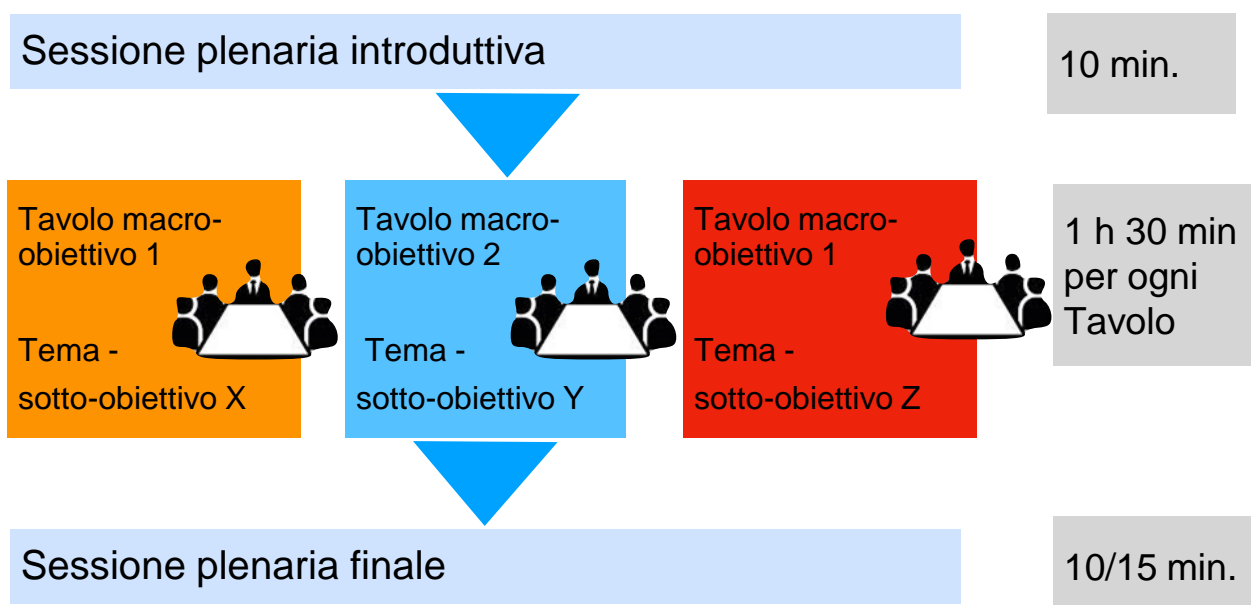 Sessione plenaria introduttiva
10 min.
Tavolo macro-
obiettivo 1
Tema -
sotto-obiettivo X
Tavolo macro-
obiettivo 2
Tema -
sotto-obiettivo Y
Tavolo macro-
obiettivo 1
Tema -
sotto-obiettivo Z
1 h 30 min
per ogni
Tavolo
Sessione plenaria finale
10/15 min.